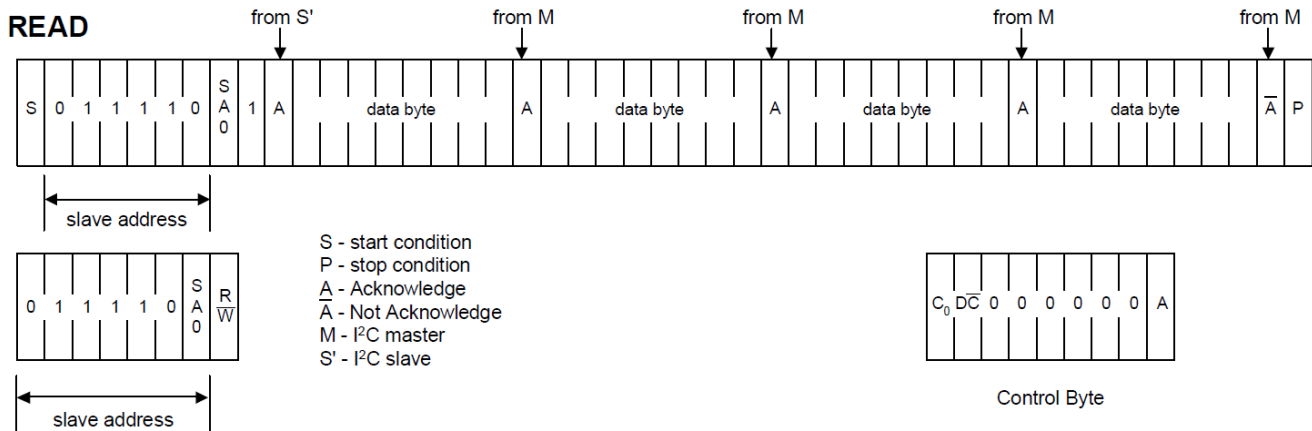 READ
from S' from M from M from M from M
S 0 1 1 1 1 0 SA0 1 A data byte A data byte A data byte A data byte A̅ P
slave address
0 1 1 1 1 0 SA0 R/W̅
S - start condition
P - stop condition
A - Acknowledge
A̅ - Not Acknowledge
M - I²C master
S' - I²C slave
slave address
C₀ DC̅ 0 0 0 0 0 0 A
Control Byte